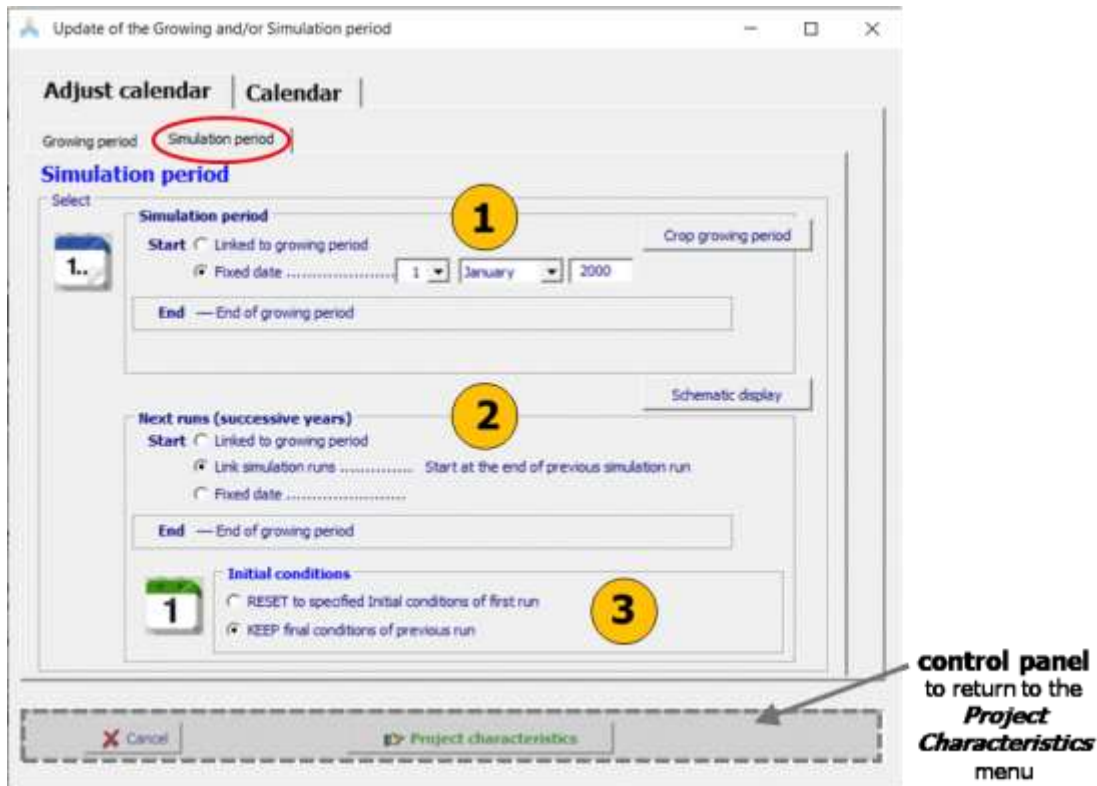 Update of the Growing and/or Simulation period
Adjust calendar
Calendar
Growing period
Simulation period
Simulation period
Select
Simulation period
1
Crop growing period
Start Linked to growing period
1..
Fixed date ...................... 1 January 2000
End — End of growing period
Schematic display
2
Next runs (successive years)
Start Linked to growing period
Link simulation runs ............... Start at the end of previous simulation run
Fixed date .........................
End — End of growing period
Initial conditions
1
RESET to specified Initial conditions of first run
3
KEEP final conditions of previous run
Cancel
Project characteristics
control panel
to return to the
Project
Characteristics
menu